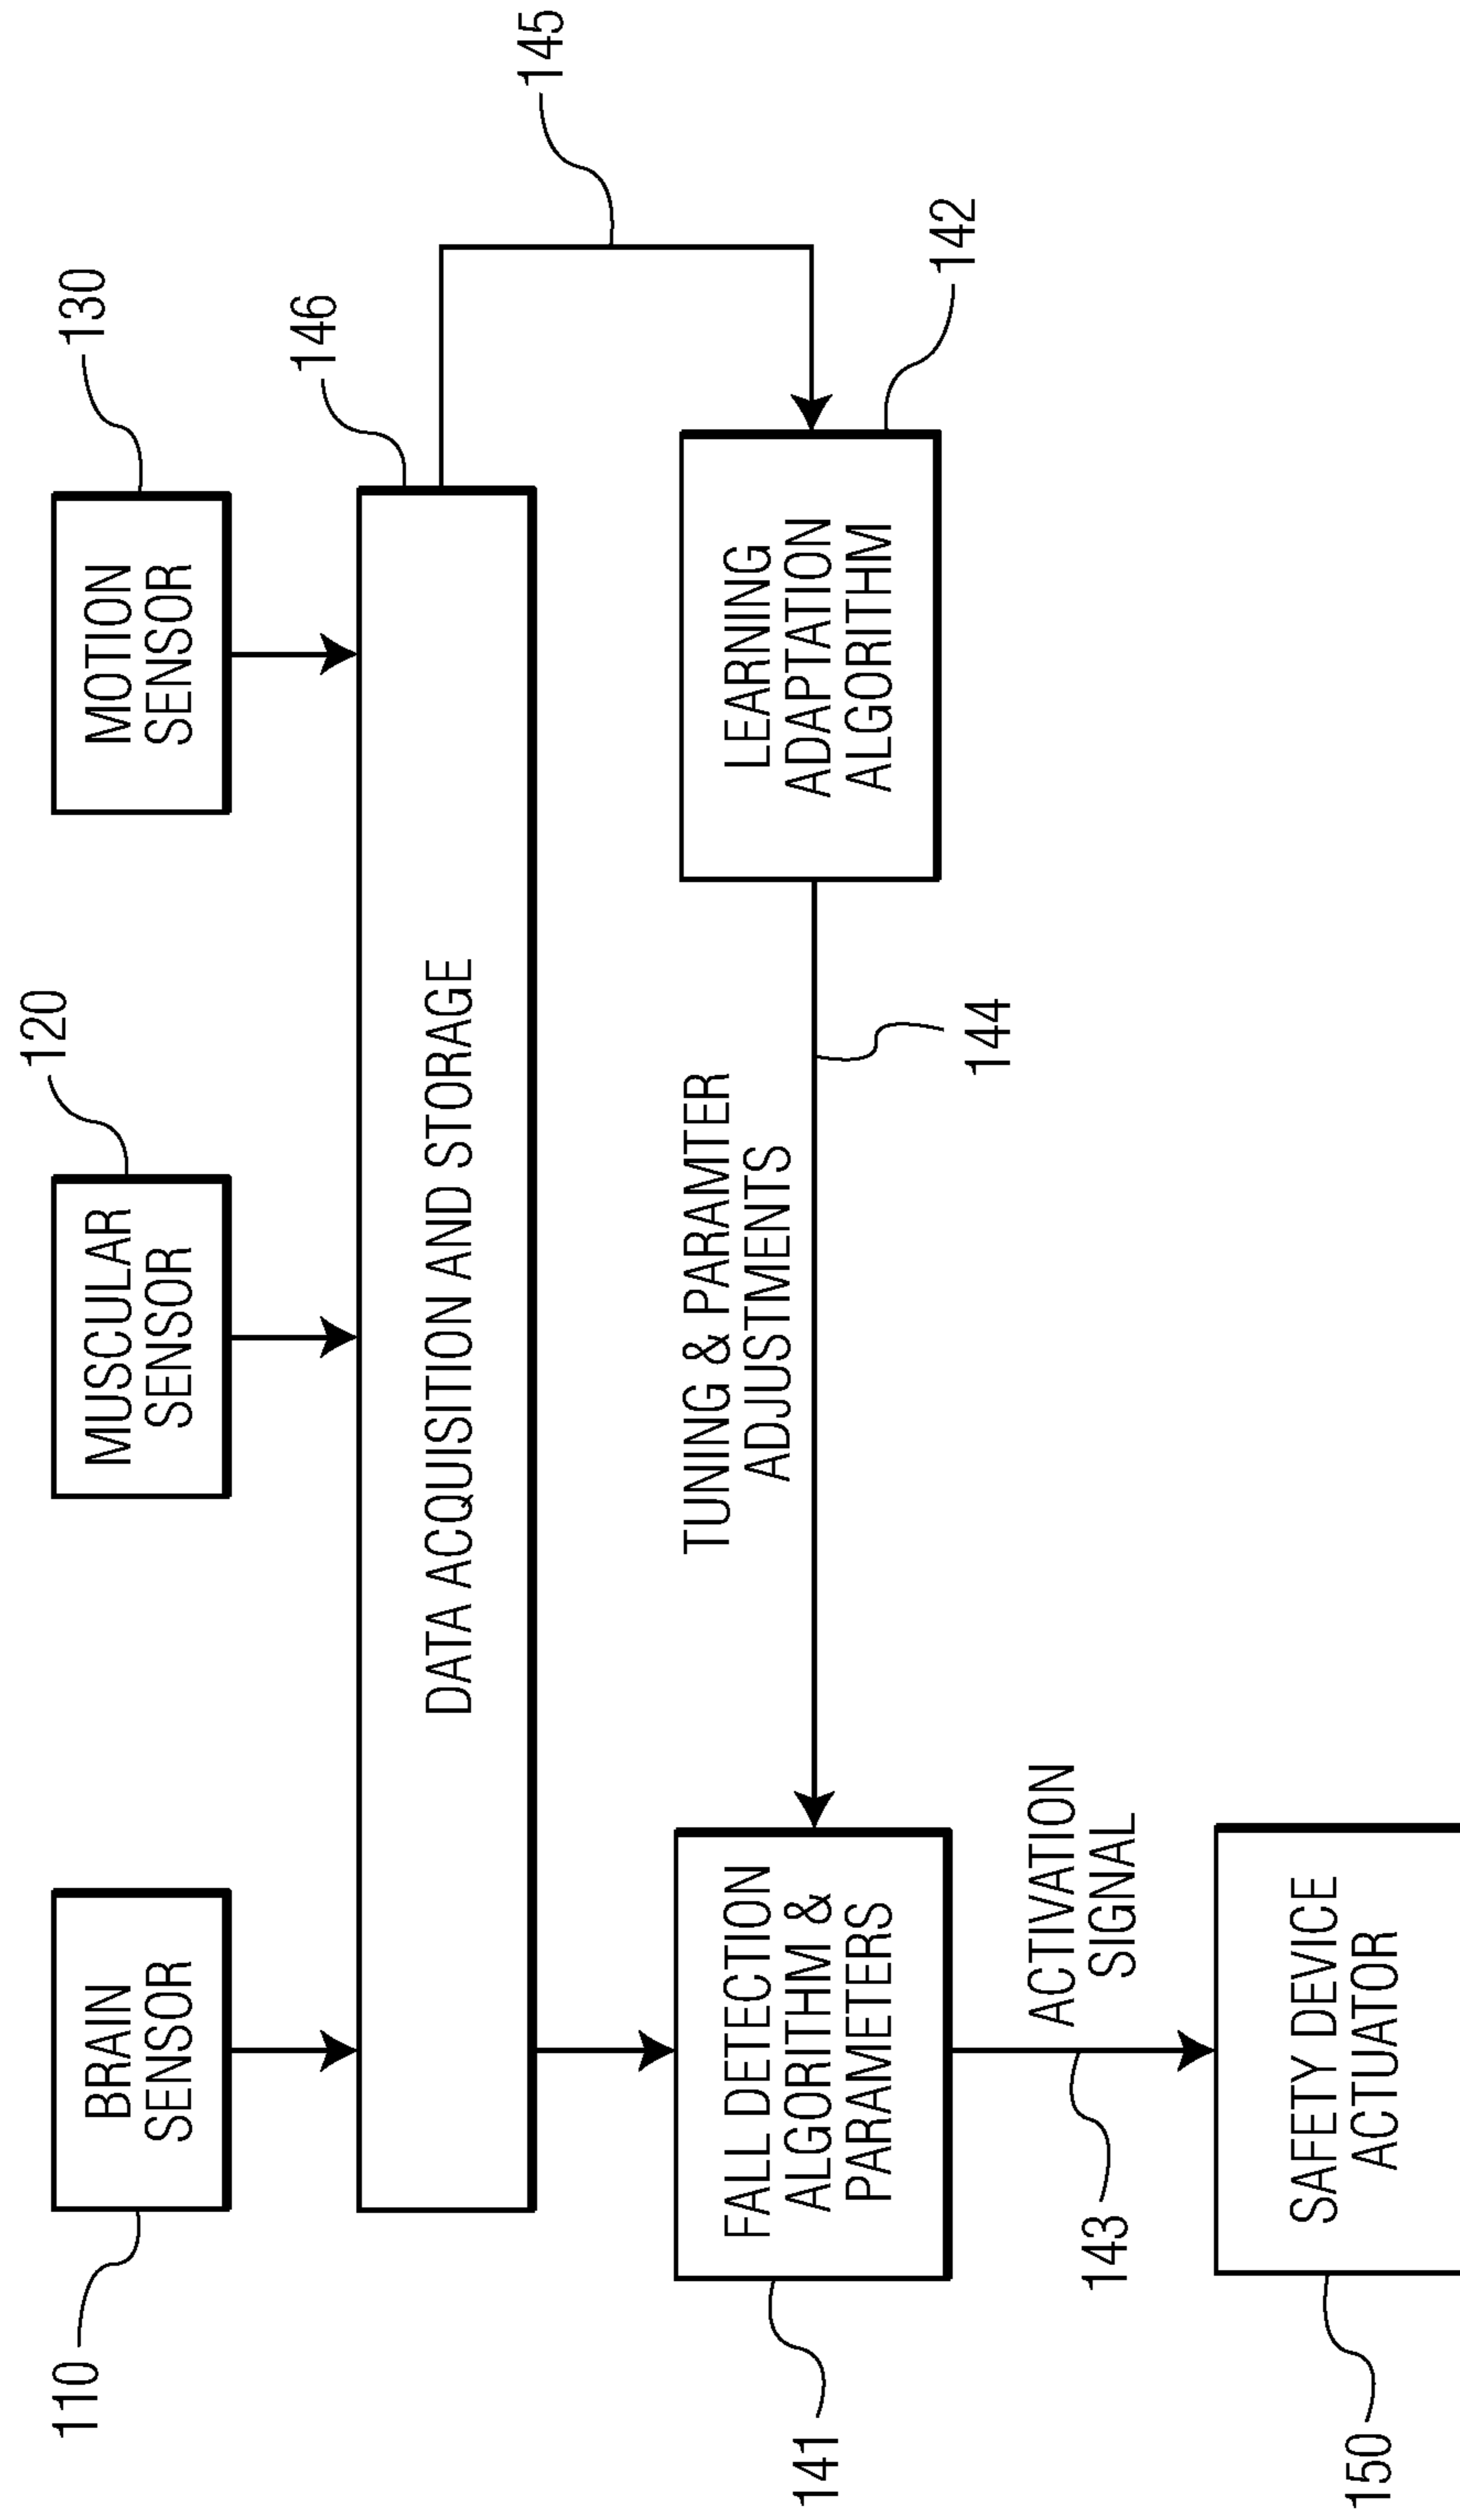 110
BRAIN
SENSOR
120
MUSCULAR
SENSOR
130
MOTION
SENSOR
146
DATA ACQUISITION AND STORAGE
145
141
FALL DETECTION
ALGORITHM &
PARAMETERS
TUNING & PARAMTER
ADJUSTMENTS
144
LEARNING
ADAPTATION
ALGORITHM
142
143
ACTIVATION
SIGNAL
150
SAFETY DEVICE
ACTUATOR